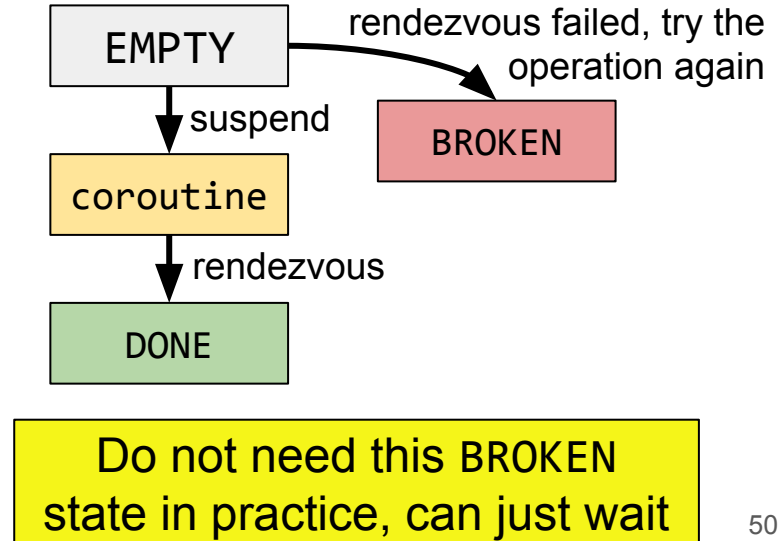 EMPTY
rendezvous failed, try the
operation again
suspend
BROKEN
coroutine
rendezvous
DONE
Do not need this BROKEN
state in practice, can just wait
50